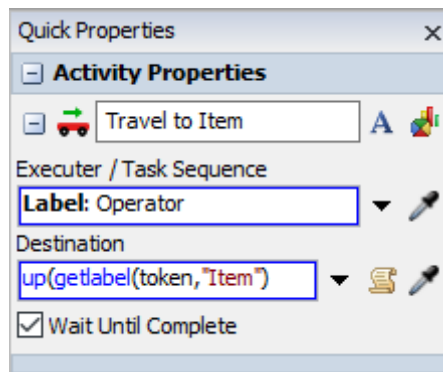 Quick Properties
Activity Properties
Travel to Item
Executer / Task Sequence
Label: Operator
Destination
up(getlabel(token,"Item")
Wait Until Complete